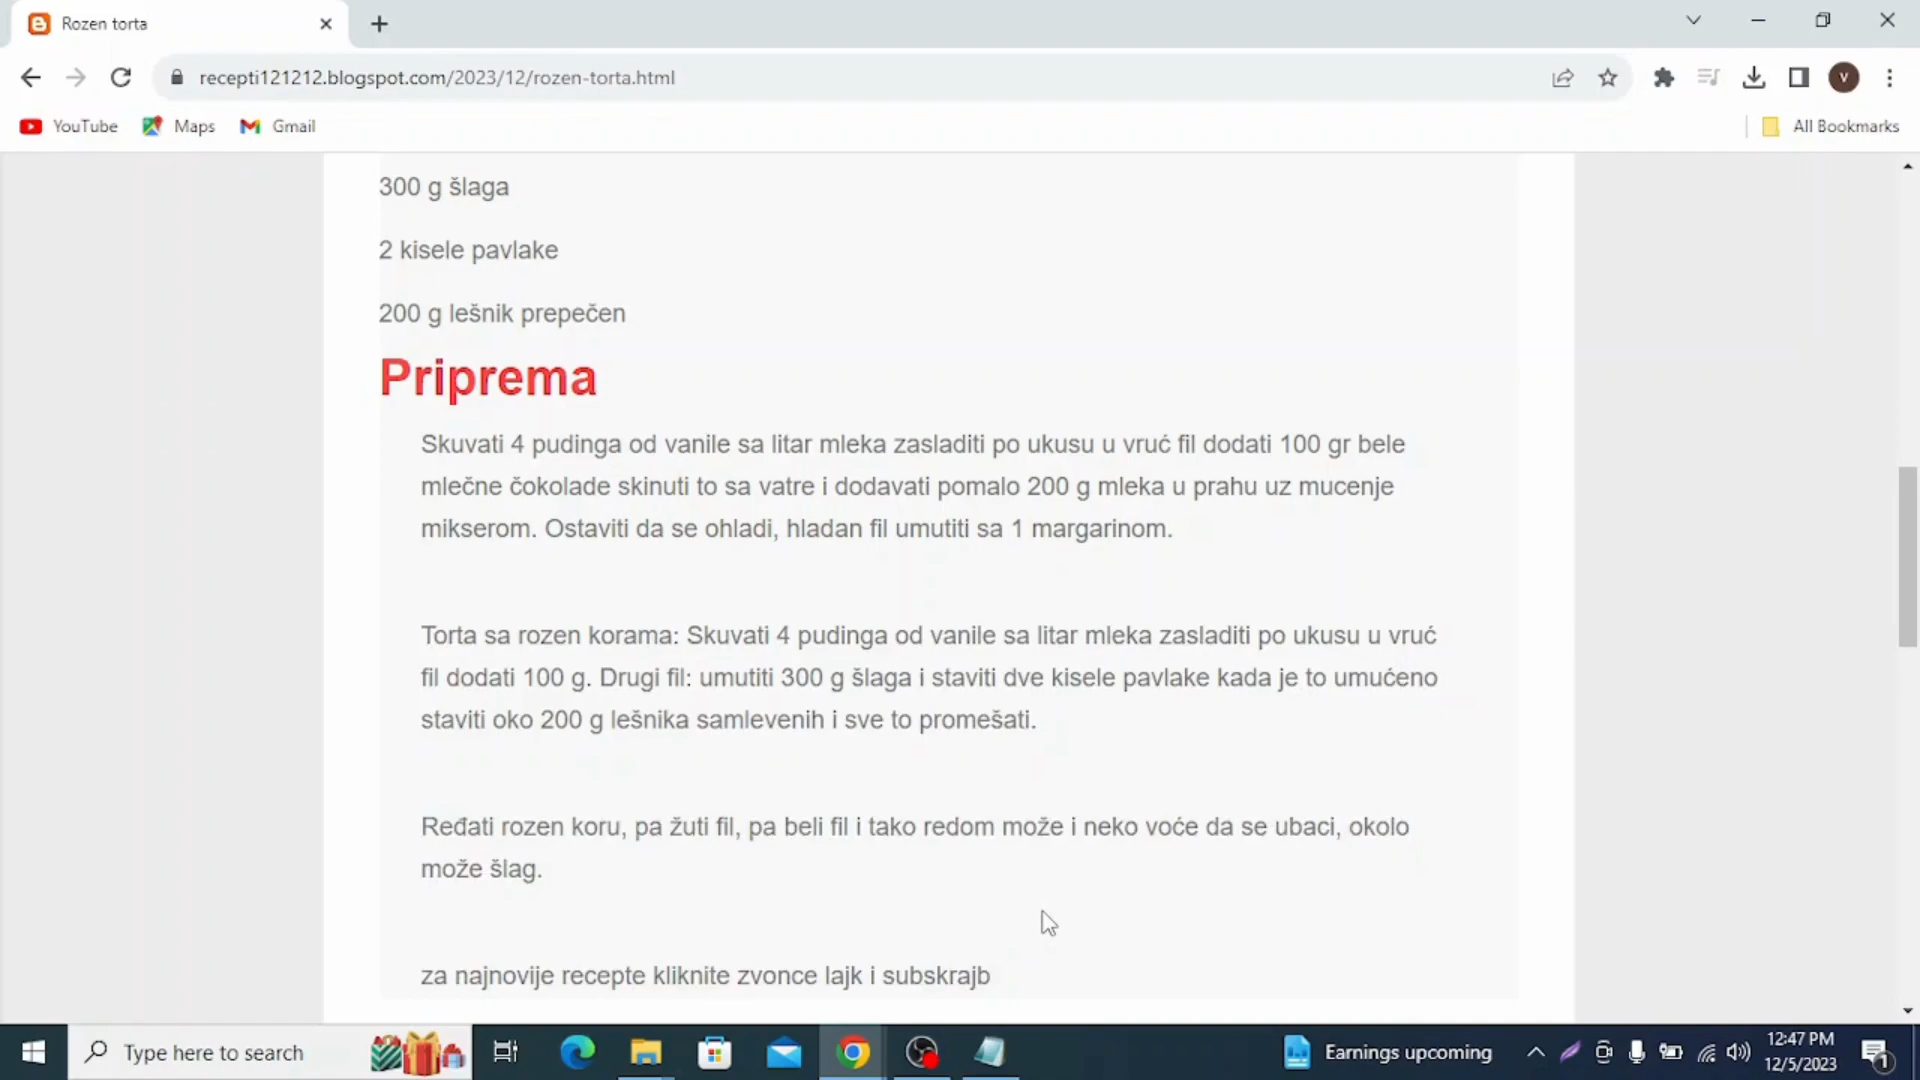 Rozen torta
recepti121212.blogspot.com/2023/12/rozen-torta.html
V
YouTube
Maps
Gmail
All Bookmarks
300 g šlaga
2 kisele pavlake
200 g lešnik prepečen
Priprema
Skuvati 4 pudinga od vanile sa litar mleka zasladiti po ukusu u vruć fil dodati 100 gr bele
mlečne čokolade skinuti to sa vatre i dodavati pomalo 200 g mleka u prahu uz mucenje
mikserom. Ostaviti da se ohladi, hladan fil umutiti sa 1 margarinom.
Torta sa rozen korama: Skuvati 4 pudinga od vanile sa litar mleka zasladiti po ukusu u vruć
fil dodati 100 g. Drugi fil: umutiti 300 g šlaga i staviti dve kisele pavlake kada je to umućeno
staviti oko 200 g lešnika samlevenih i sve to promešati.
Ređati rozen koru, pa žuti fil, pa beli fil i tako redom može i neko voće da se ubaci, okolo
može šlag.
za najnovije recepte kliknite zvonce lajk i subskrajb
Type here to search
Earnings upcoming
12:47 PM
12/5/2023
1